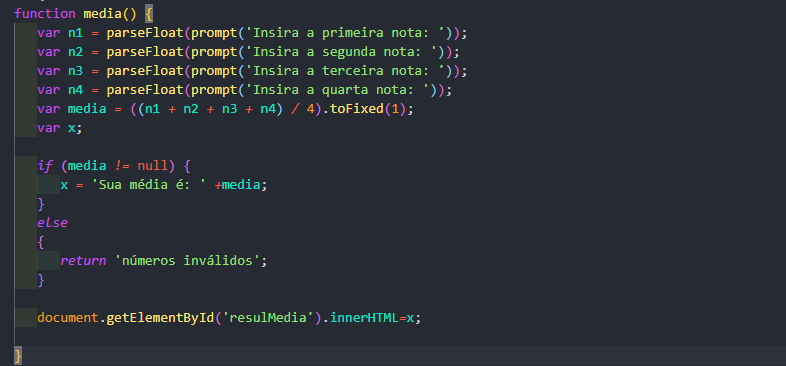 function media() {
var n1 = parseFloat(prompt('Insira a primeira nota: '));
var n2 = parseFloat(prompt('Insira a segunda nota: '));
var n3 = parseFloat(prompt('Insira a terceira nota: '));
var n4 = parseFloat(prompt('Insira a quarta nota: '));
var media = ((n1 + n2 + n3 + n4) / 4).toFixed(1);
var x;
if (media != null) {
x = 'Sua média é: ' +media;
}
else
{
return 'números inválidos';
}
document.getElementById('resulMedia').innerHTML=x;
}